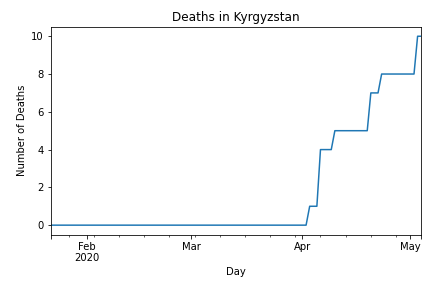 Deaths in Kyrgyzstan
10
8
6
4
2
0
Number of Deaths
Feb
2020
Mar
Apr
May
Day